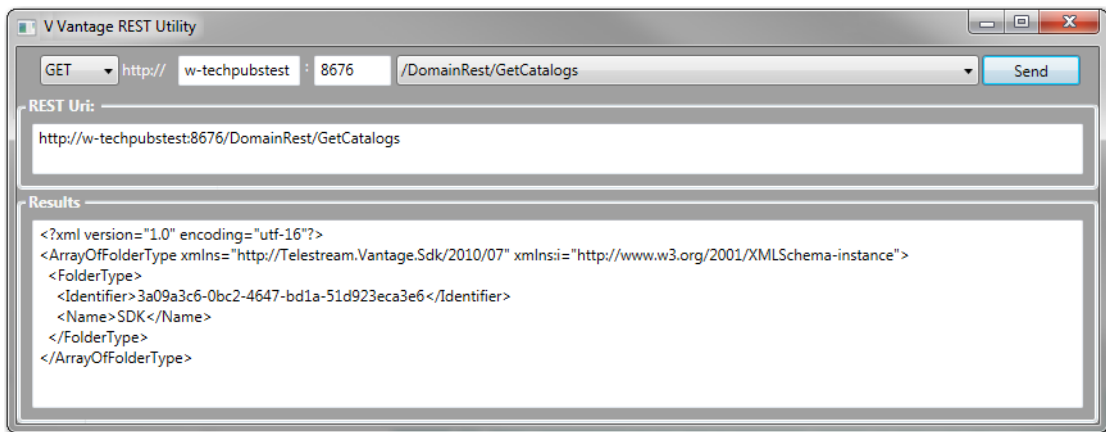 V Vantage REST Utility
GET http:// w-techpubstest : 8676 /DomainRest/GetCatalogs Send
REST Uri:
http://w-techpubstest:8676/DomainRest/GetCatalogs
Results
<?xml version="1.0" encoding="utf-16"?>
<ArrayOfFolderType xmlns="http://Telestream.Vantage.Sdk/2010/07" xmlns:i="http://www.w3.org/2001/XMLSchema-instance">
<FolderType>
<Identifier>3a09a3c6-0bc2-4647-bd1a-51d923eca3e6</Identifier>
<Name>SDK</Name>
</FolderType>
</ArrayOfFolderType>